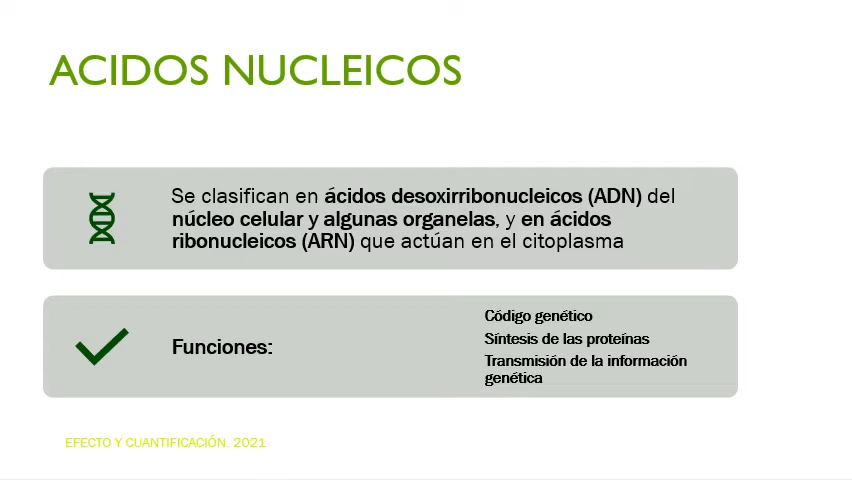 ACIDOS NUCLEICOS
Se clasifican en ácidos desoxirribonucleicos (ADN) del
núcleo celular y algunas organelas, y en ácidos
ribonucleicos (ARN) que actúan en el citoplasma
Funciones:
Código genético
Síntesis de las proteínas
Transmisión de la información
genética
EFECTO Y CUANTIFICACIÓN. 2021